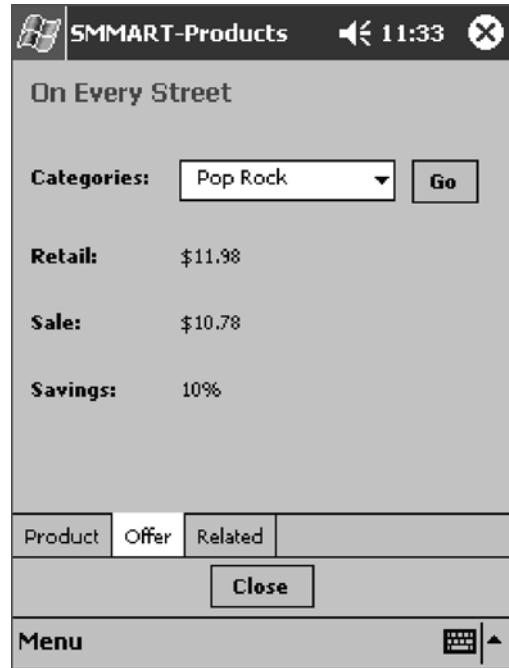 SMMART-Products 11:33
On Every Street
Categories: Pop Rock Go
Retail: $11.98
Sale: $10.78
Savings: 10%
Product Offer Related
Close
Menu